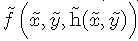 f̃ (x̃, ỹ, h̃(x̃, ỹ))